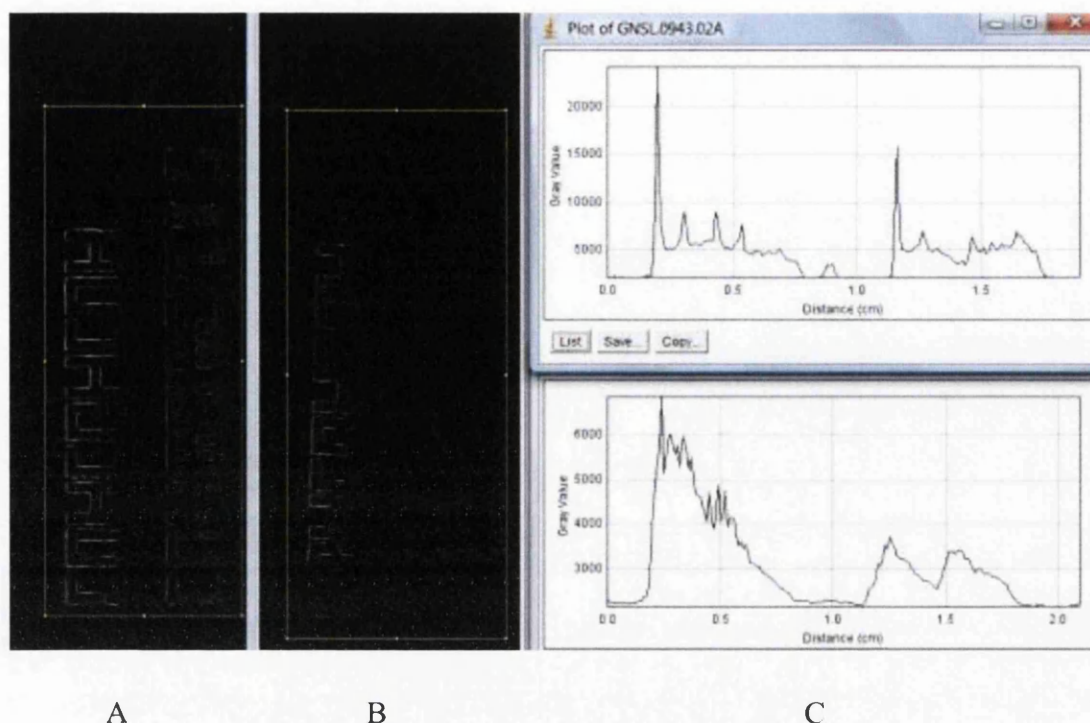 Plot of GNSL.0943.02A
20000
15000
10000
5000
Gray Value
0.0 0.5 1.0 1.5
Distance (cm)
List Save... Copy...
6000
5000
4000
3000
Gray Value
0.0 0.5 1.0 1.5 2.0
Distance (cm)
A B C